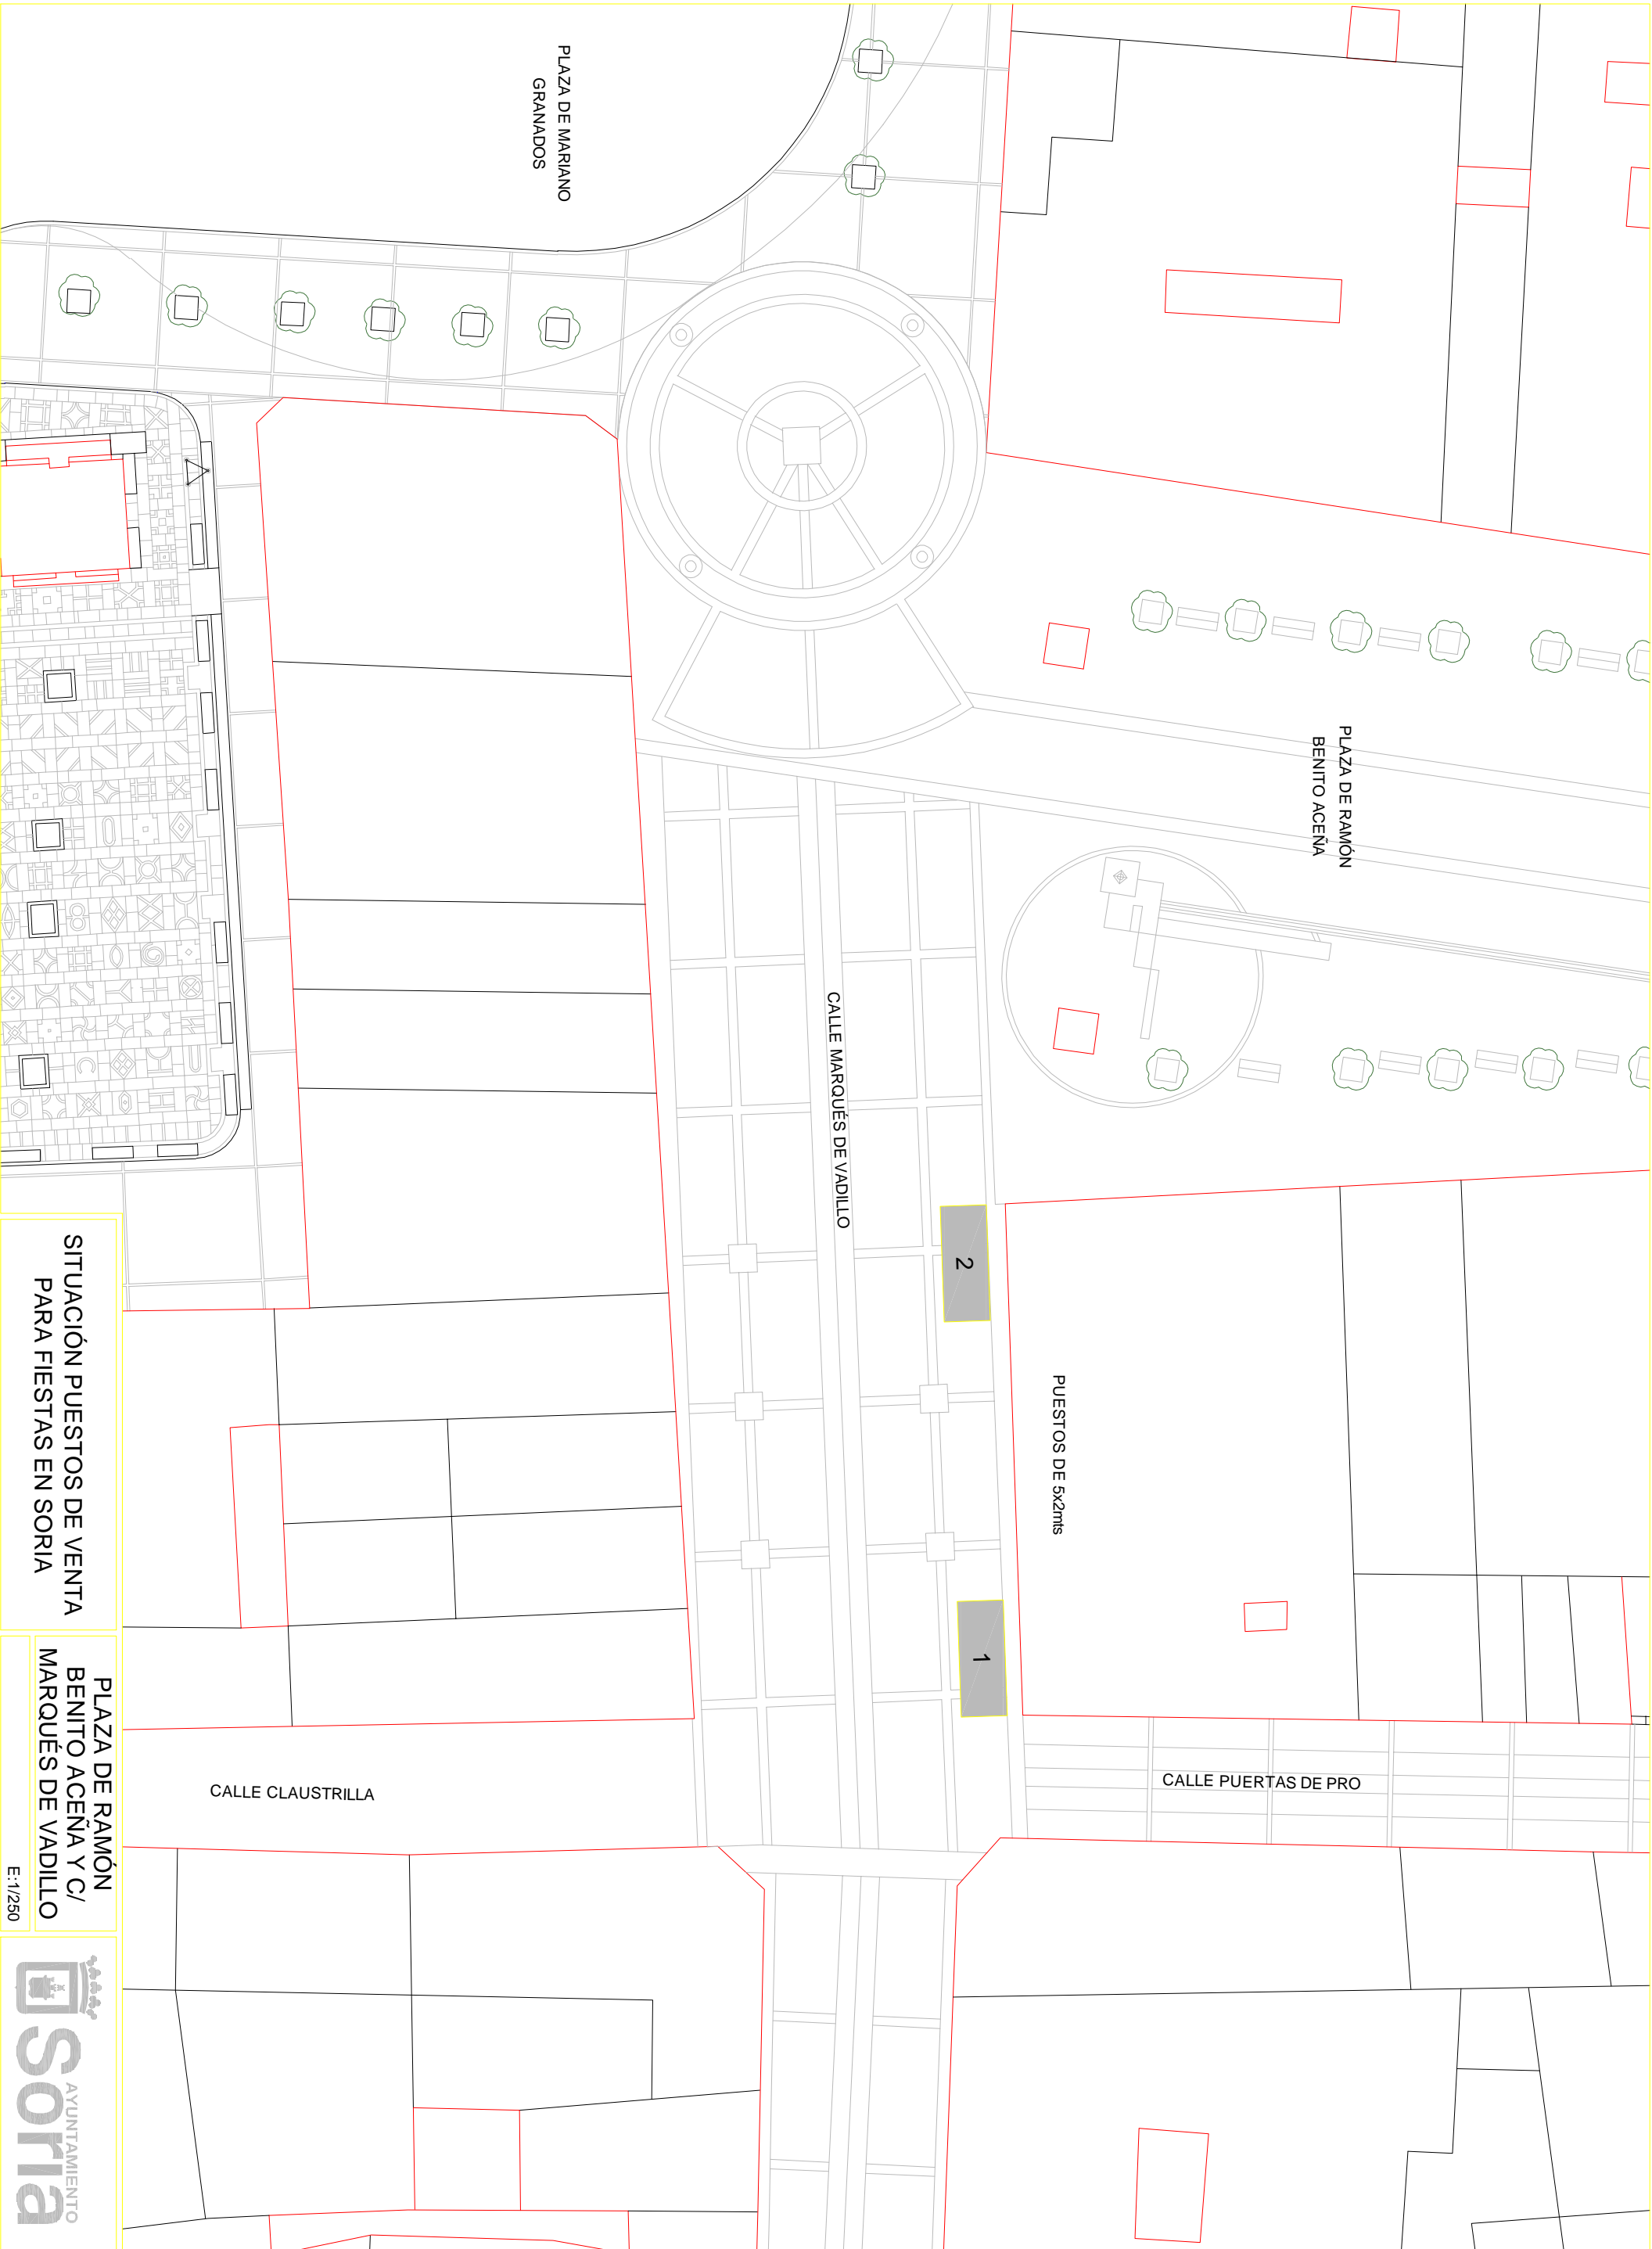 PLAZA DE MARIANO
GRANADOS
PLAZA DE RAMÓN
BENITO ACEÑA
CALLE MARQUÉS DE VADILLO
2
PUESTOS DE 5x2mts
1
CALLE PUERTAS DE PRO
CALLE CLAUSTRILLA
SITUACIÓN PUESTOS DE VENTA
PARA FIESTAS EN SORIA
PLAZA DE RAMÓN
BENITO ACEÑA Y C/
MARQUÉS DE VADILLO
E:1/250
AYUNTAMIENTO
Soria